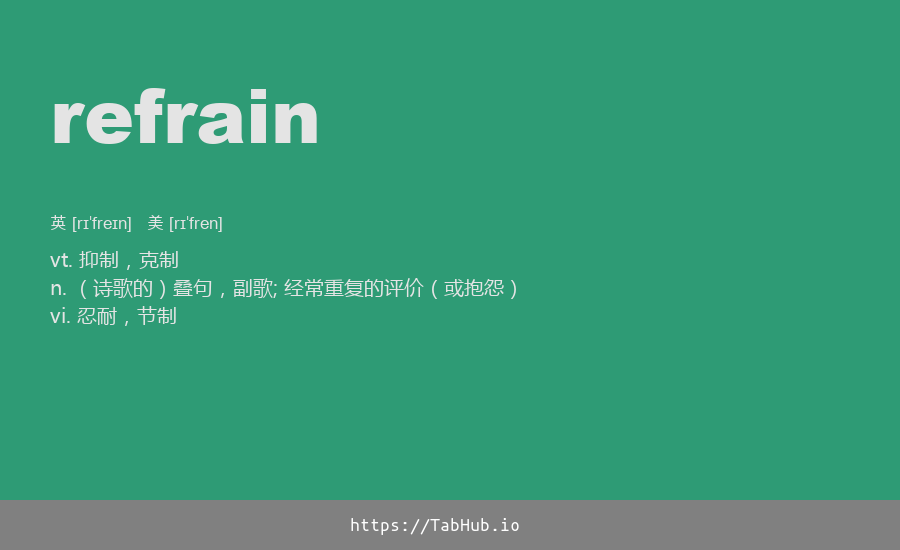 refrain
英 [rɪˈfreɪn] 美 [rɪˈfren]
vt. 抑制，克制
n. （诗歌的）叠句，副歌; 经常重复的评价（或抱怨）
vi. 忍耐，节制
https://TabHub.io